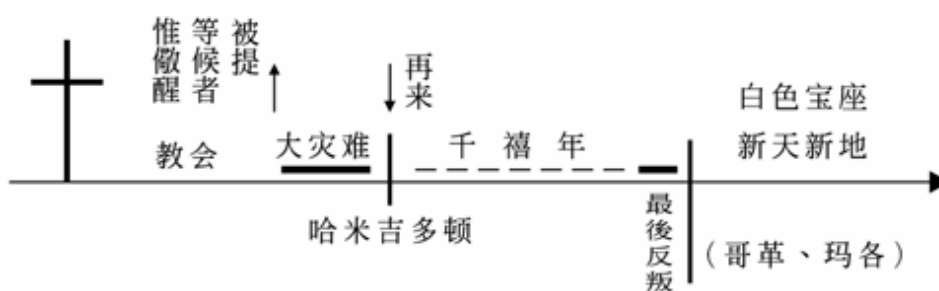 惟儆醒
等候者
被提
再来
白色宝座
教会
大灾难
千禧年
新天新地
哈米吉多顿
最後反叛
（哥革、玛各）